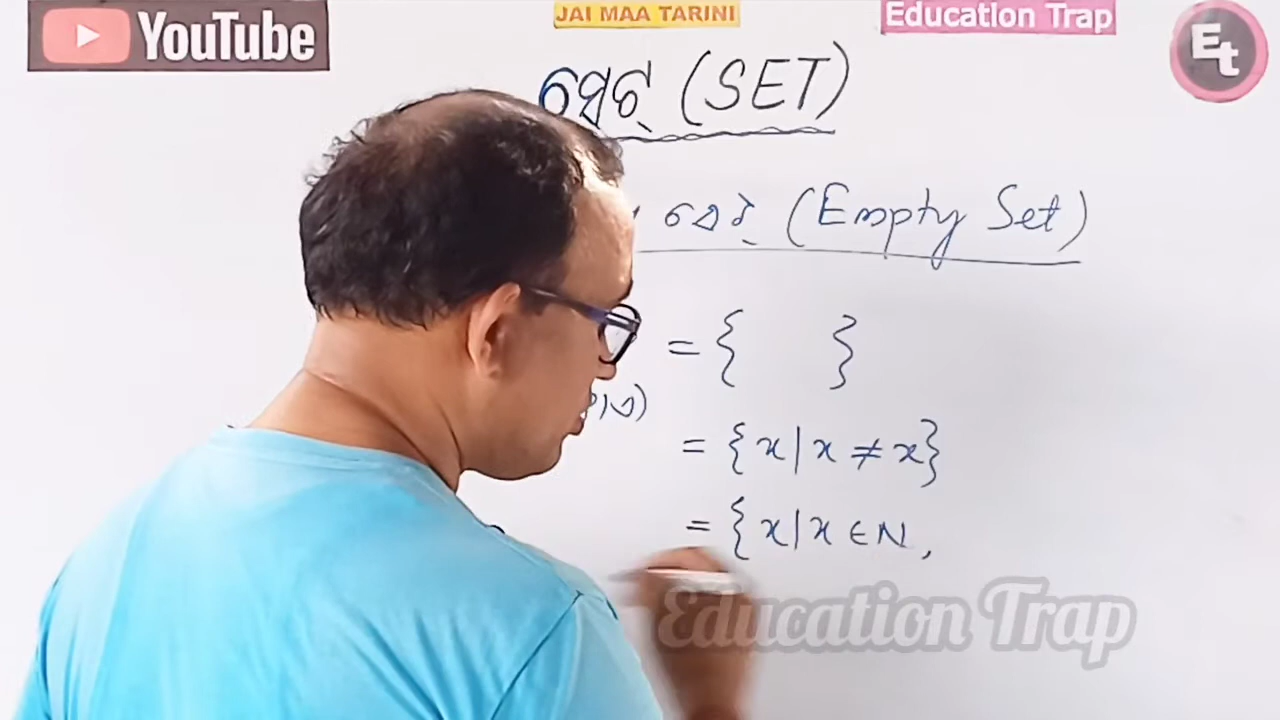 YouTube
JAI MAA TARINI
Education Trap
Et
ସେଟ୍ (SET)
ସେଟ୍ (Empty Set)
= { }
= {x | x ≠ x}
= {x | x ∈ N,
Education Trap